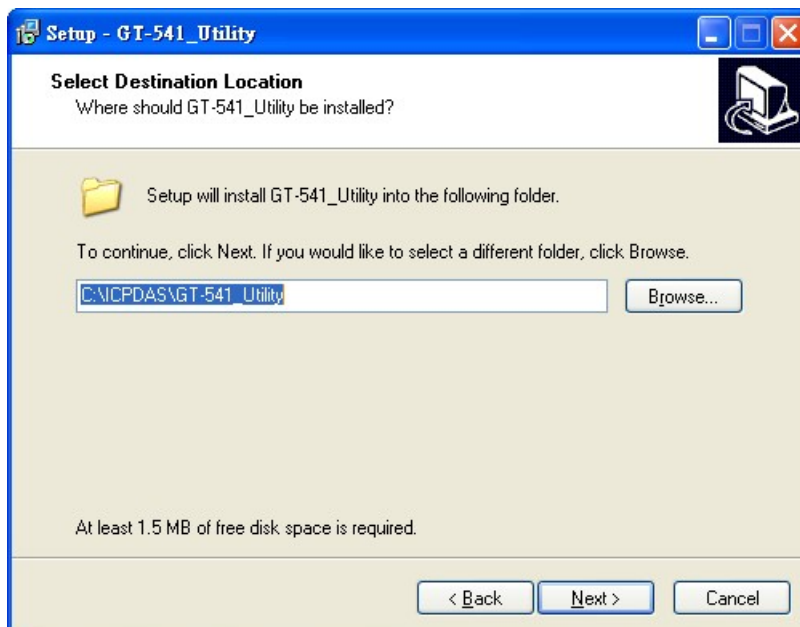 Setup - GT-541_Utility
Select Destination Location
Where should GT-541_Utility be installed?
Setup will install GT-541_Utility into the following folder.
To continue, click Next. If you would like to select a different folder, click Browse.
C:\ICPDAS\GT-541_Utility
Browse...
At least 1.5 MB of free disk space is required.
< Back Next > Cancel